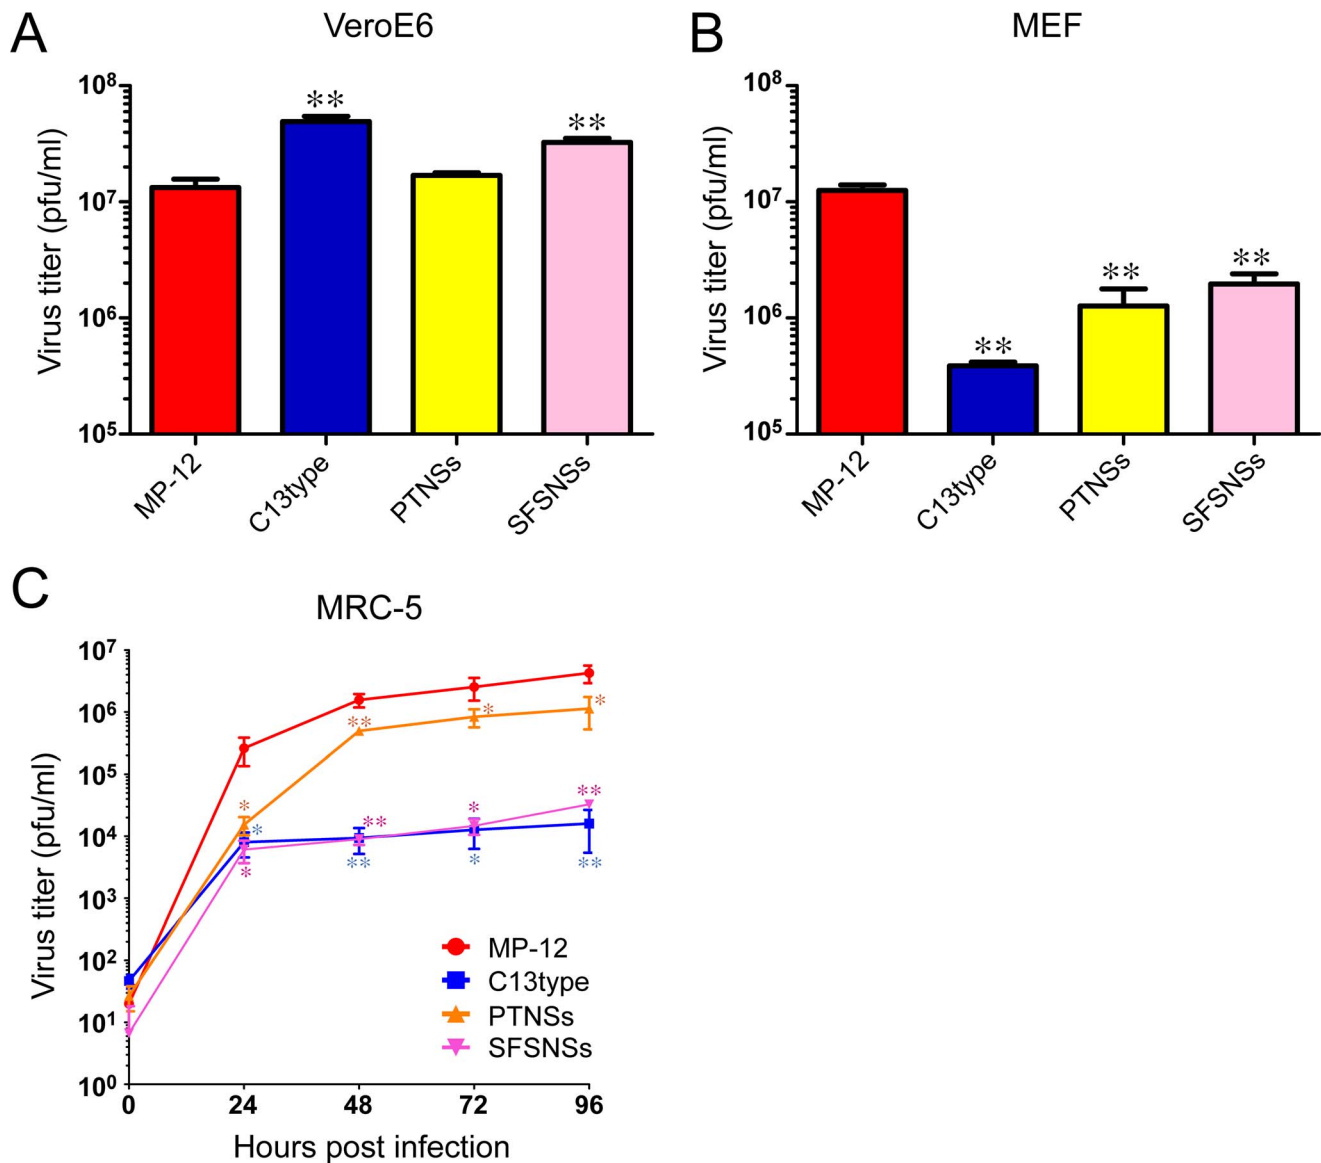 A
VeroE6
Virus titer (pfu/ml)
10⁸
10⁷
10⁶
10⁵
**
**
MP-12
C13type
PTNSs
SFSNSs
B
MEF
Virus titer (pfu/ml)
10⁸
10⁷
10⁶
10⁵
**
**
**
MP-12
C13type
PTNSs
SFSNSs
C
MRC-5
Virus titer (pfu/ml)
10⁷
10⁶
10⁵
10⁴
10³
10²
10¹
10⁰
*
*
*
**
**
**
*
*
*
*
**
**
MP-12
C13type
PTNSs
SFSNSs
0 24 48 72 96
Hours post infection